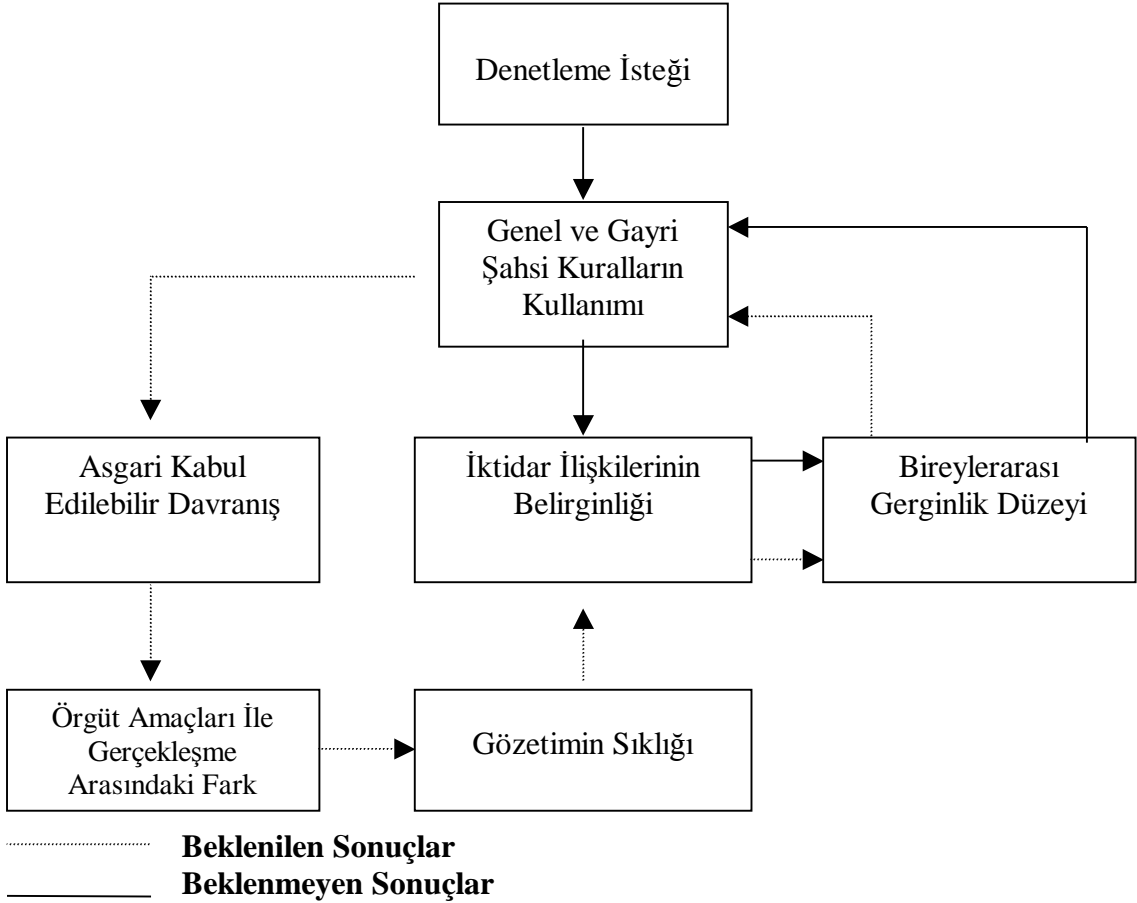 Denetleme İsteği
Genel ve Gayri
Şahsi Kuralların
Kullanımı
Asgari Kabul
Edilebilir Davranış
İktidar İlişkilerinin
Belirginliği
Bireylerarası
Gerginlik Düzeyi
Örgüt Amaçları İle
Gerçekleşme
Arasındaki Fark
Gözetimin Sıklığı
Beklenilen Sonuçlar
Beklenmeyen Sonuçlar